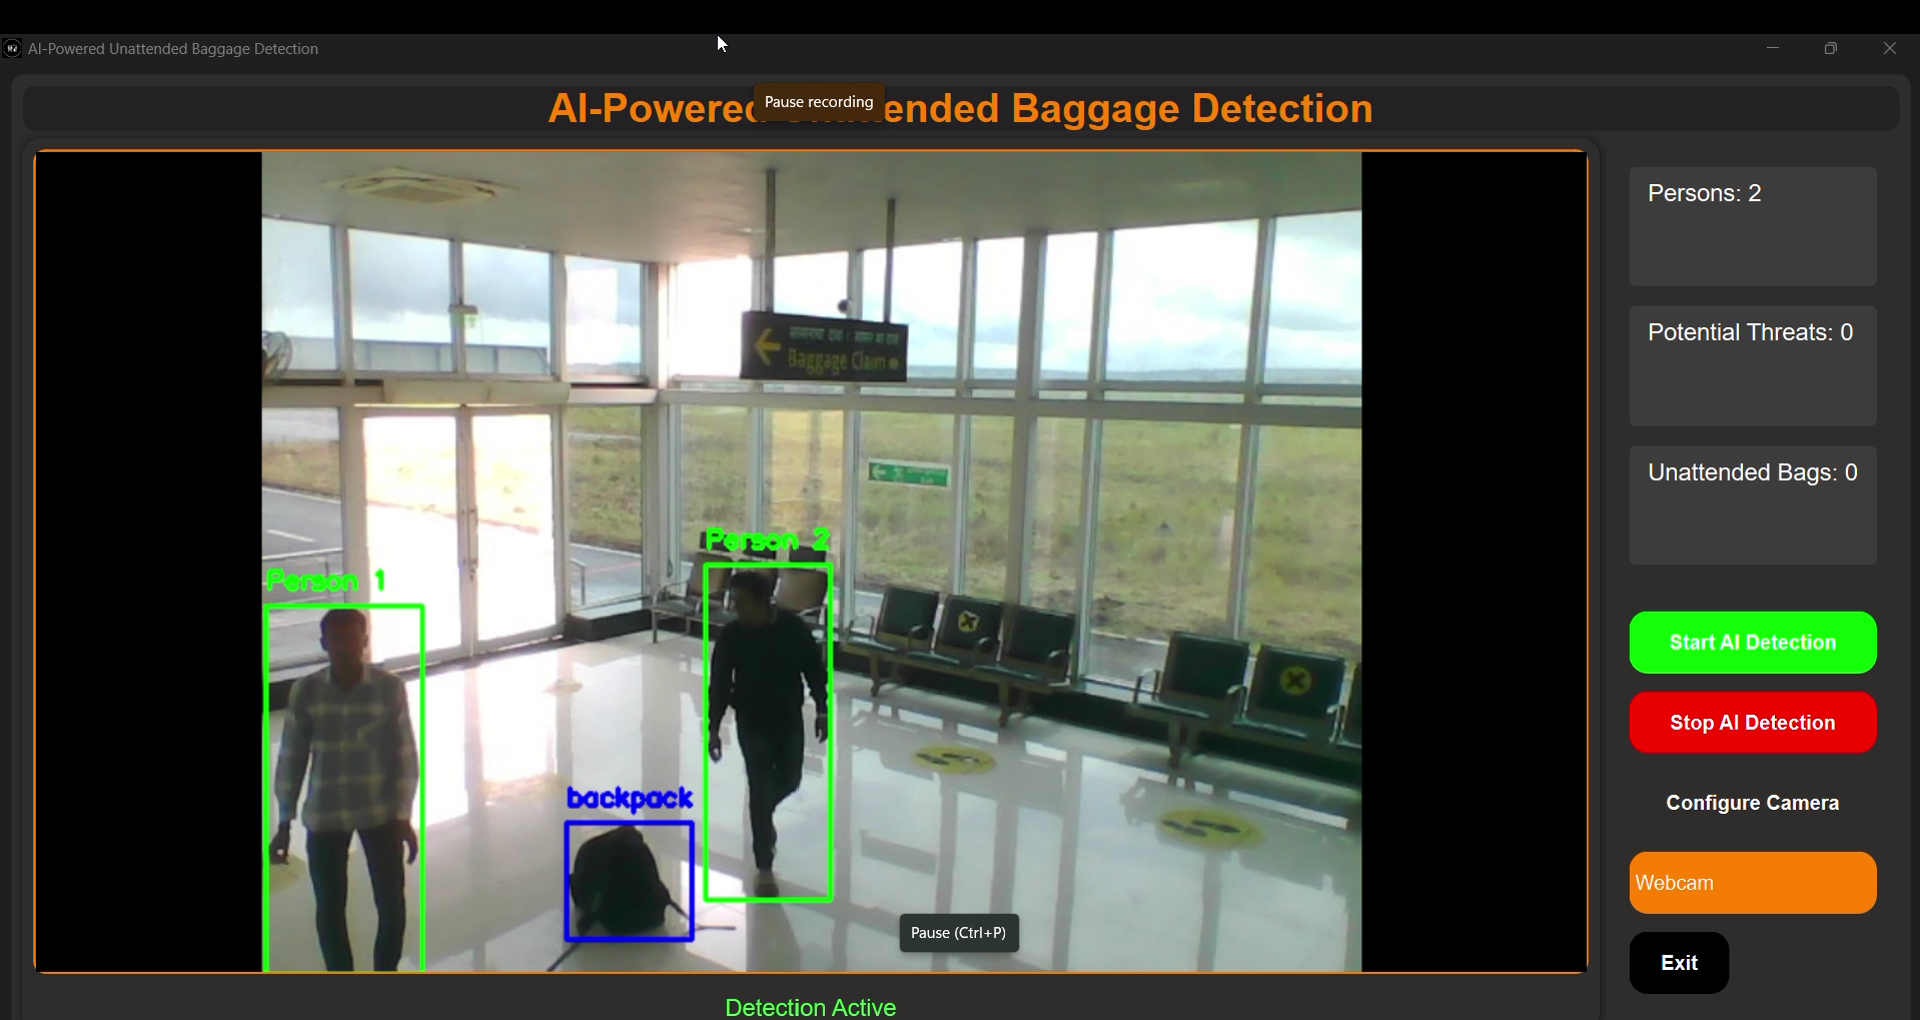 AI-Powered Unattended Baggage Detection
AI-Powered ended Baggage Detection
Pause recording
Persons: 2
Potential Threats: 0
Unattended Bags: 0
Baggage Claim
Person 2
Person 1
backpack
Start AI Detection
Stop AI Detection
Configure Camera
Webcam
Pause (Ctrl+P)
Exit
Detection Active